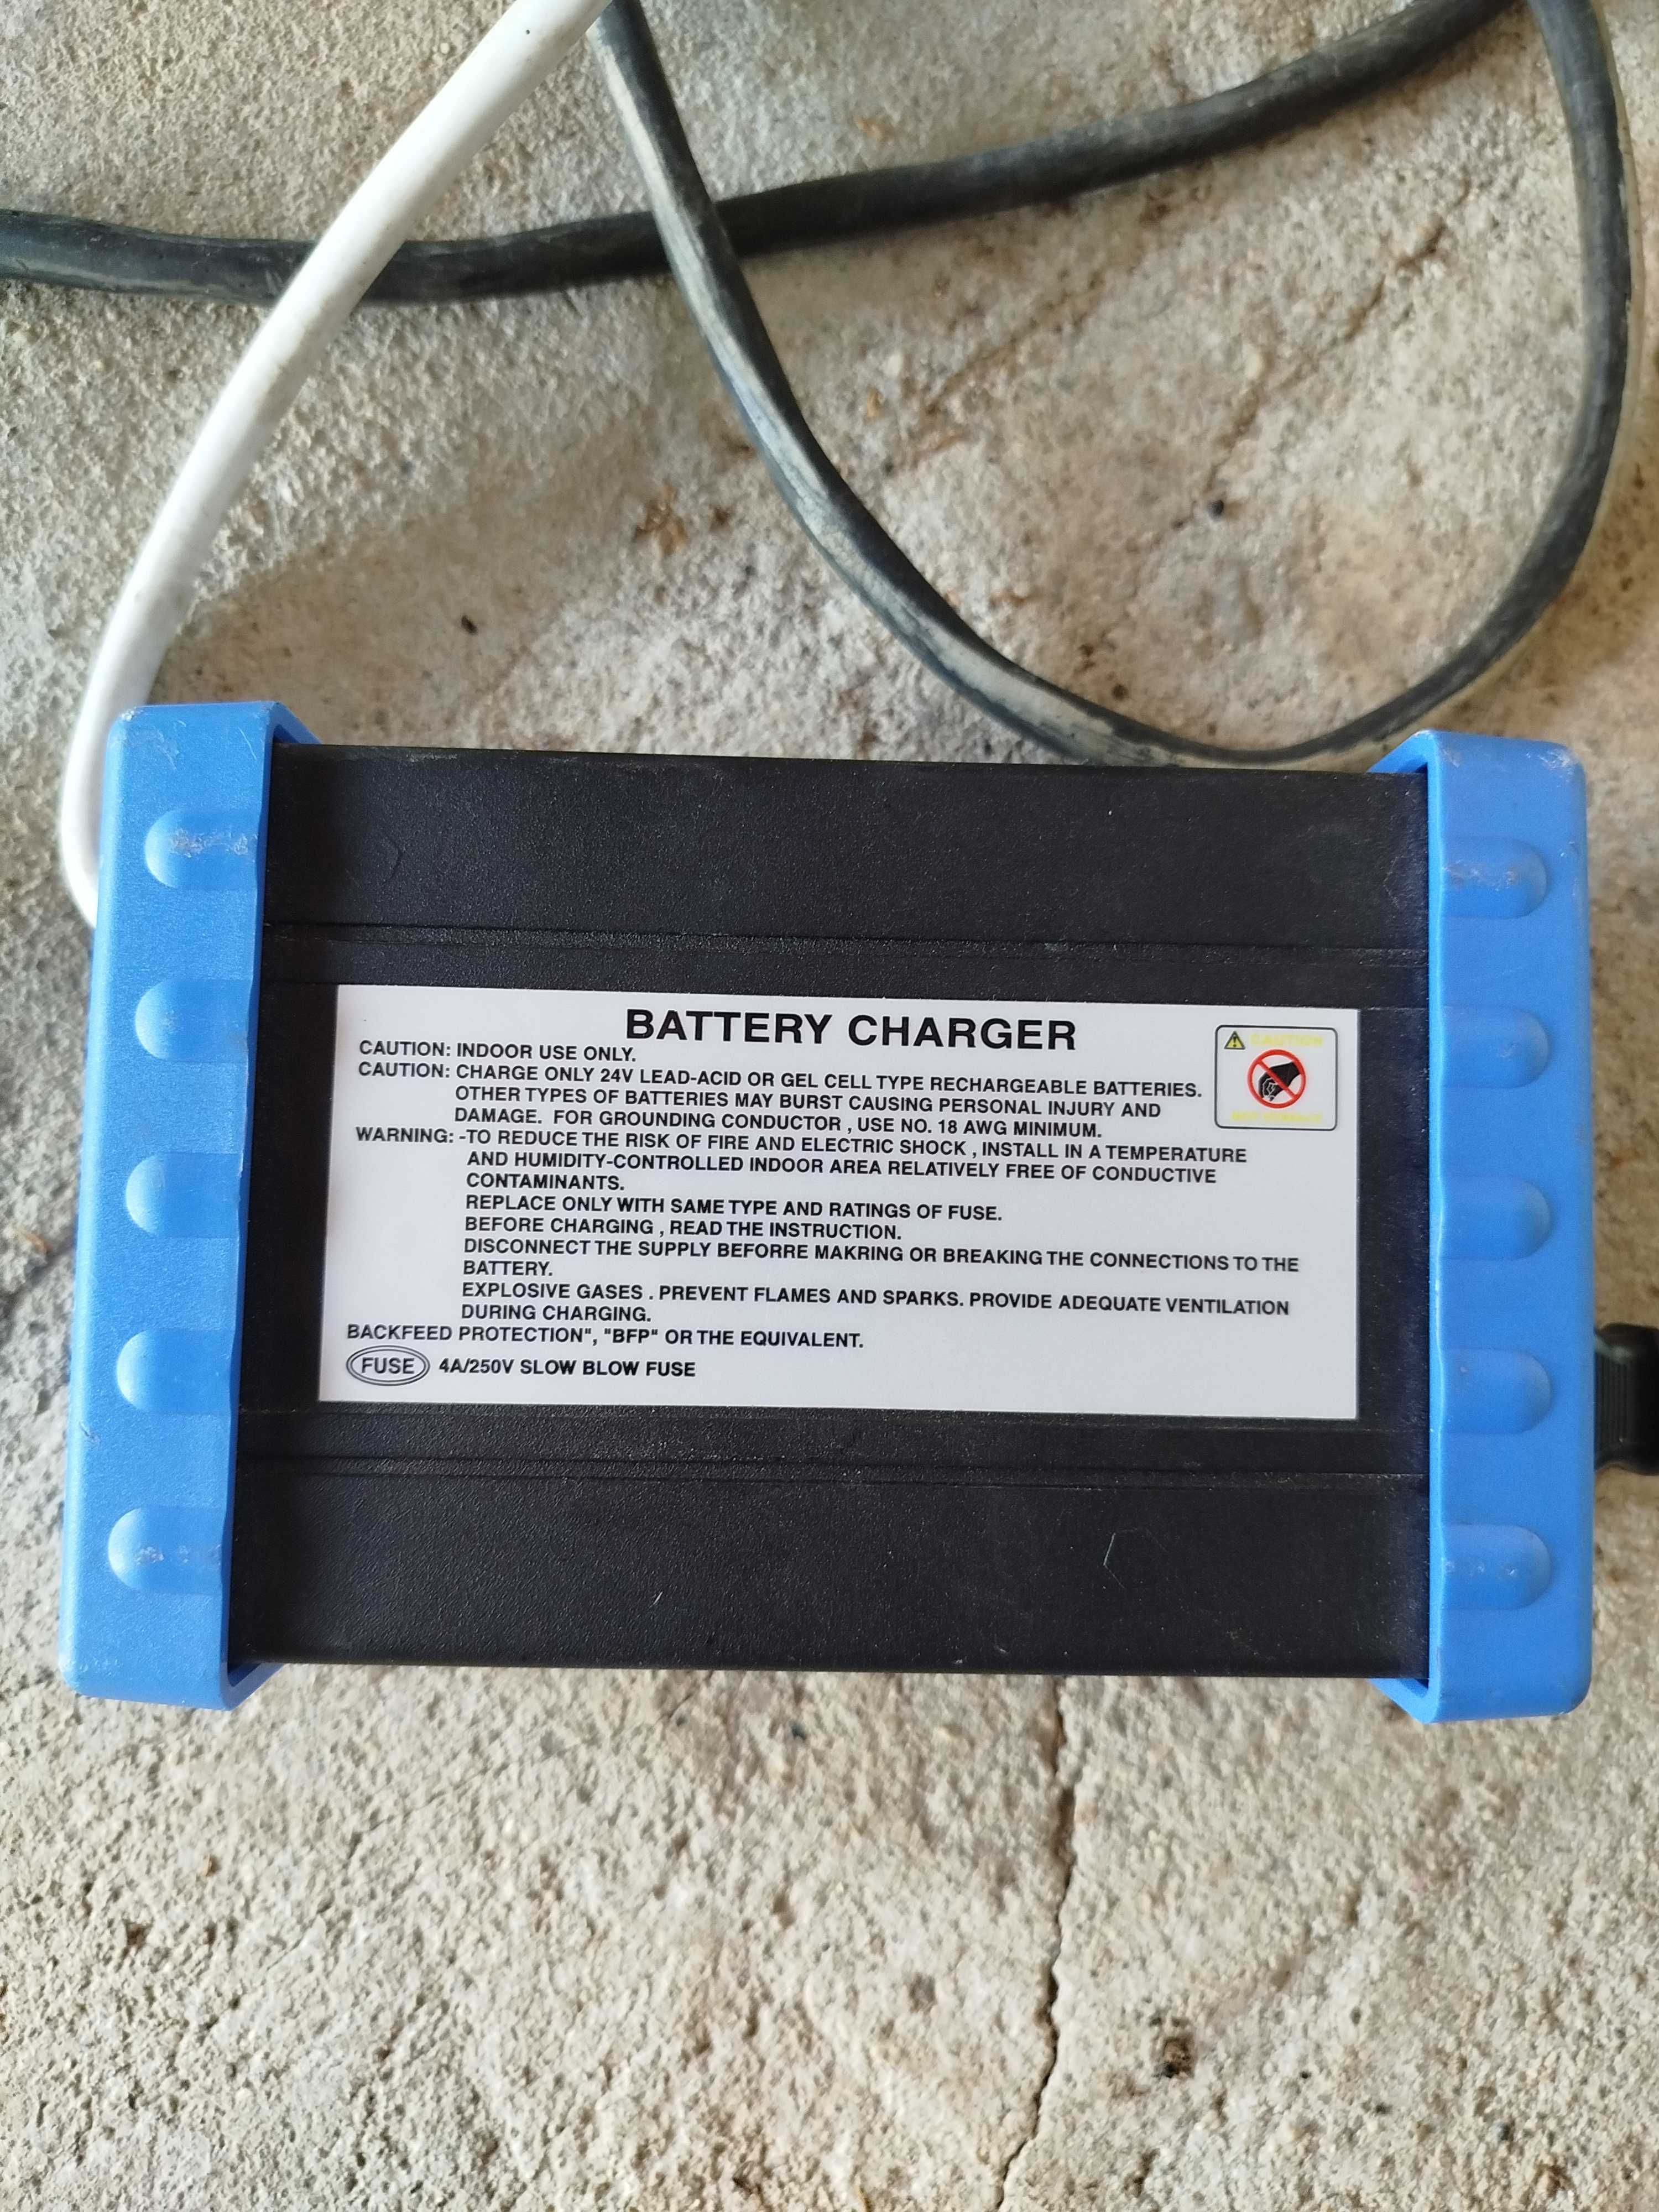 BATTERY CHARGER
CAUTION: INDOOR USE ONLY.
CAUTION: CHARGE ONLY 24V LEAD-ACID OR GEL CELL TYPE RECHARGEABLE BATTERIES.
OTHER TYPES OF BATTERIES MAY BURST CAUSING PERSONAL INJURY AND
DAMAGE. FOR GROUNDING CONDUCTOR , USE NO. 18 AWG MINIMUM.
CAUTION
WARNING: -TO REDUCE THE RISK OF FIRE AND ELECTRIC SHOCK , INSTALL IN A TEMPERATURE
AND HUMIDITY-CONTROLLED INDOOR AREA RELATIVELY FREE OF CONDUCTIVE
CONTAMINANTS.
REPLACE ONLY WITH SAME TYPE AND RATINGS OF FUSE.
BEFORE CHARGING , READ THE INSTRUCTION.
DISCONNECT THE SUPPLY BEFORRE MAKRING OR BREAKING THE CONNECTIONS TO THE
BATTERY.
EXPLOSIVE GASES . PREVENT FLAMES AND SPARKS. PROVIDE ADEQUATE VENTILATION
DURING CHARGING.
BACKFEED PROTECTION", "BFP" OR THE EQUIVALENT.
FUSE 4A/250V SLOW BLOW FUSE